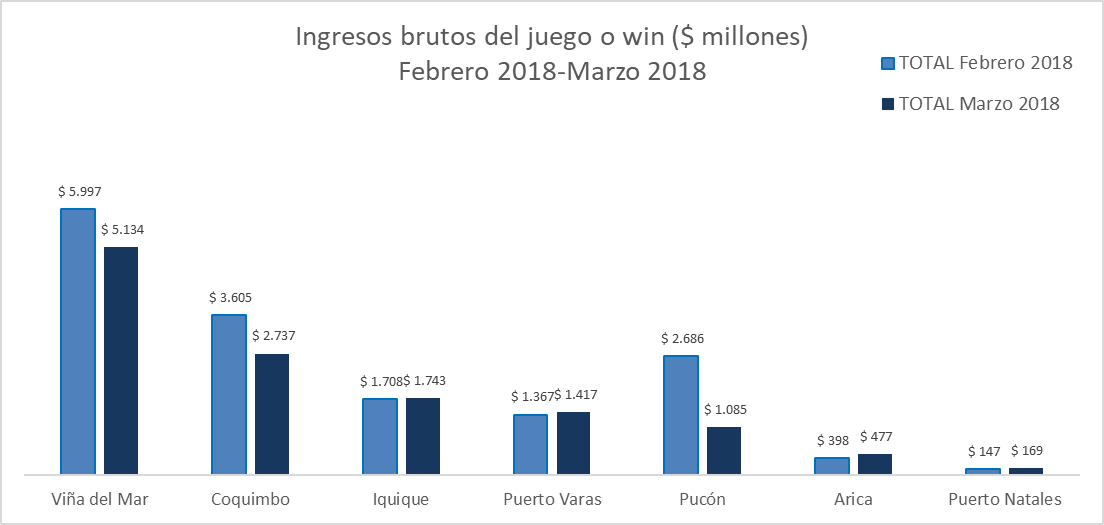 Ingresos brutos del juego o win ($ millones)
Febrero 2018-Marzo 2018
TOTAL Febrero 2018
TOTAL Marzo 2018
$ 5.997
$ 5.134
$ 3.605
$ 2.737
$ 1.708
$ 1.743
$ 1.367
$ 1.417
$ 2.686
$ 1.085
$ 398
$ 477
$ 147
$ 169
Viña del Mar
Coquimbo
Iquique
Puerto Varas
Pucón
Arica
Puerto Natales